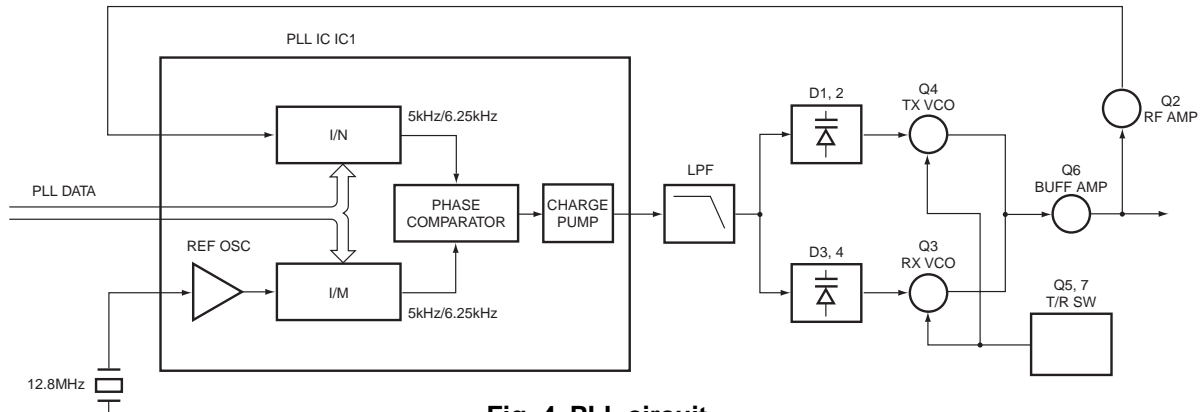 PLL IC IC1
I/N
5kHz/6.25kHz
PLL DATA
REF OSC
I/M
5kHz/6.25kHz
12.8MHz
PHASE
COMPARATOR
CHARGE
PUMP
LPF
D1, 2
D3, 4
Q4
TX VCO
Q3
RX VCO
Q2
RF AMP
Q6
BUFF AMP
Q5, 7
T/R SW
Fig. 4 PLL circuit